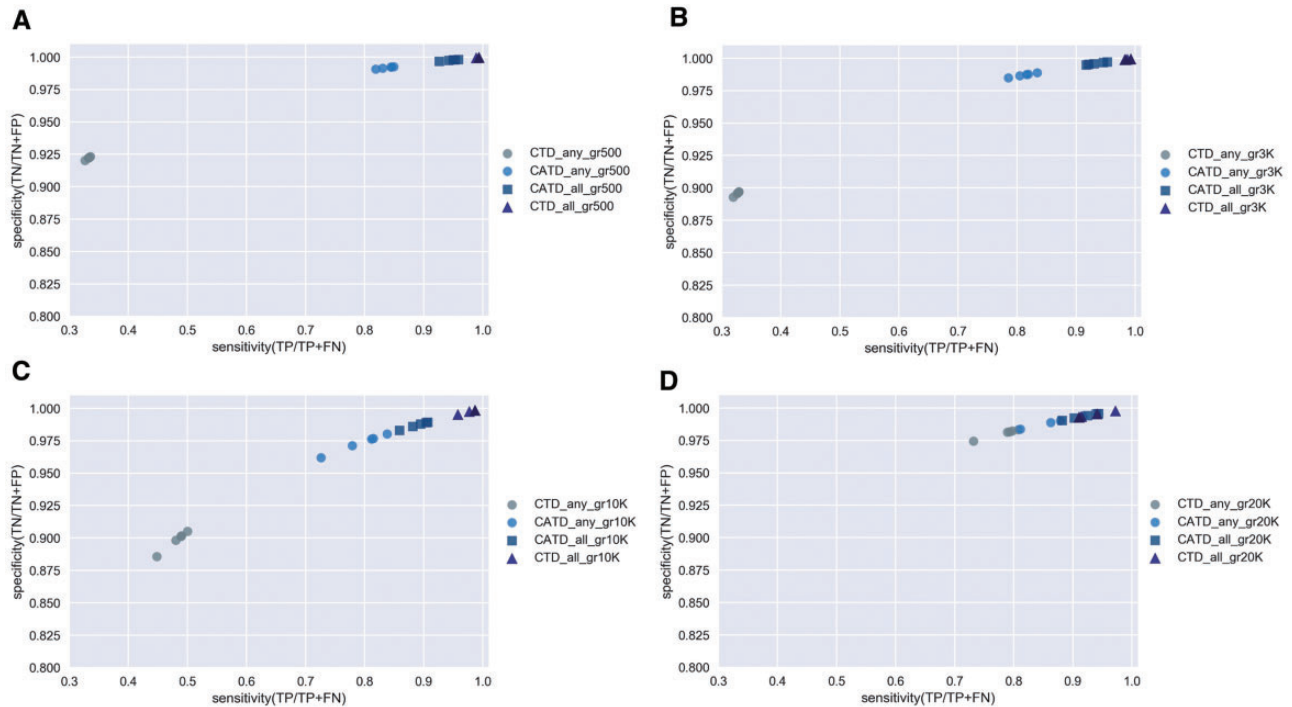 A
1.000
0.975
0.950
0.925
0.900
0.875
0.850
0.825
0.800
specificity(TN/TN+FP)
0.3 0.4 0.5 0.6 0.7 0.8 0.9 1.0
sensitivity(TP/TP+FN)
CTD_any_gr500
CATD_any_gr500
CATD_all_gr500
CTD_all_gr500
B
1.000
0.975
0.950
0.925
0.900
0.875
0.850
0.825
0.800
specificity(TN/TN+FP)
0.3 0.4 0.5 0.6 0.7 0.8 0.9 1.0
sensitivity(TP/TP+FN)
CTD_any_gr3K
CATD_any_gr3K
CATD_all_gr3K
CTD_all_gr3K
C
1.000
0.975
0.950
0.925
0.900
0.875
0.850
0.825
0.800
specificity(TN/TN+FP)
0.3 0.4 0.5 0.6 0.7 0.8 0.9 1.0
sensitivity(TP/TP+FN)
CTD_any_gr10K
CATD_any_gr10K
CATD_all_gr10K
CTD_all_gr10K
D
1.000
0.975
0.950
0.925
0.900
0.875
0.850
0.825
0.800
specificity(TN/TN+FP)
0.3 0.4 0.5 0.6 0.7 0.8 0.9 1.0
sensitivity(TP/TP+FN)
CTD_any_gr20K
CATD_any_gr20K
CATD_all_gr20K
CTD_all_gr20K